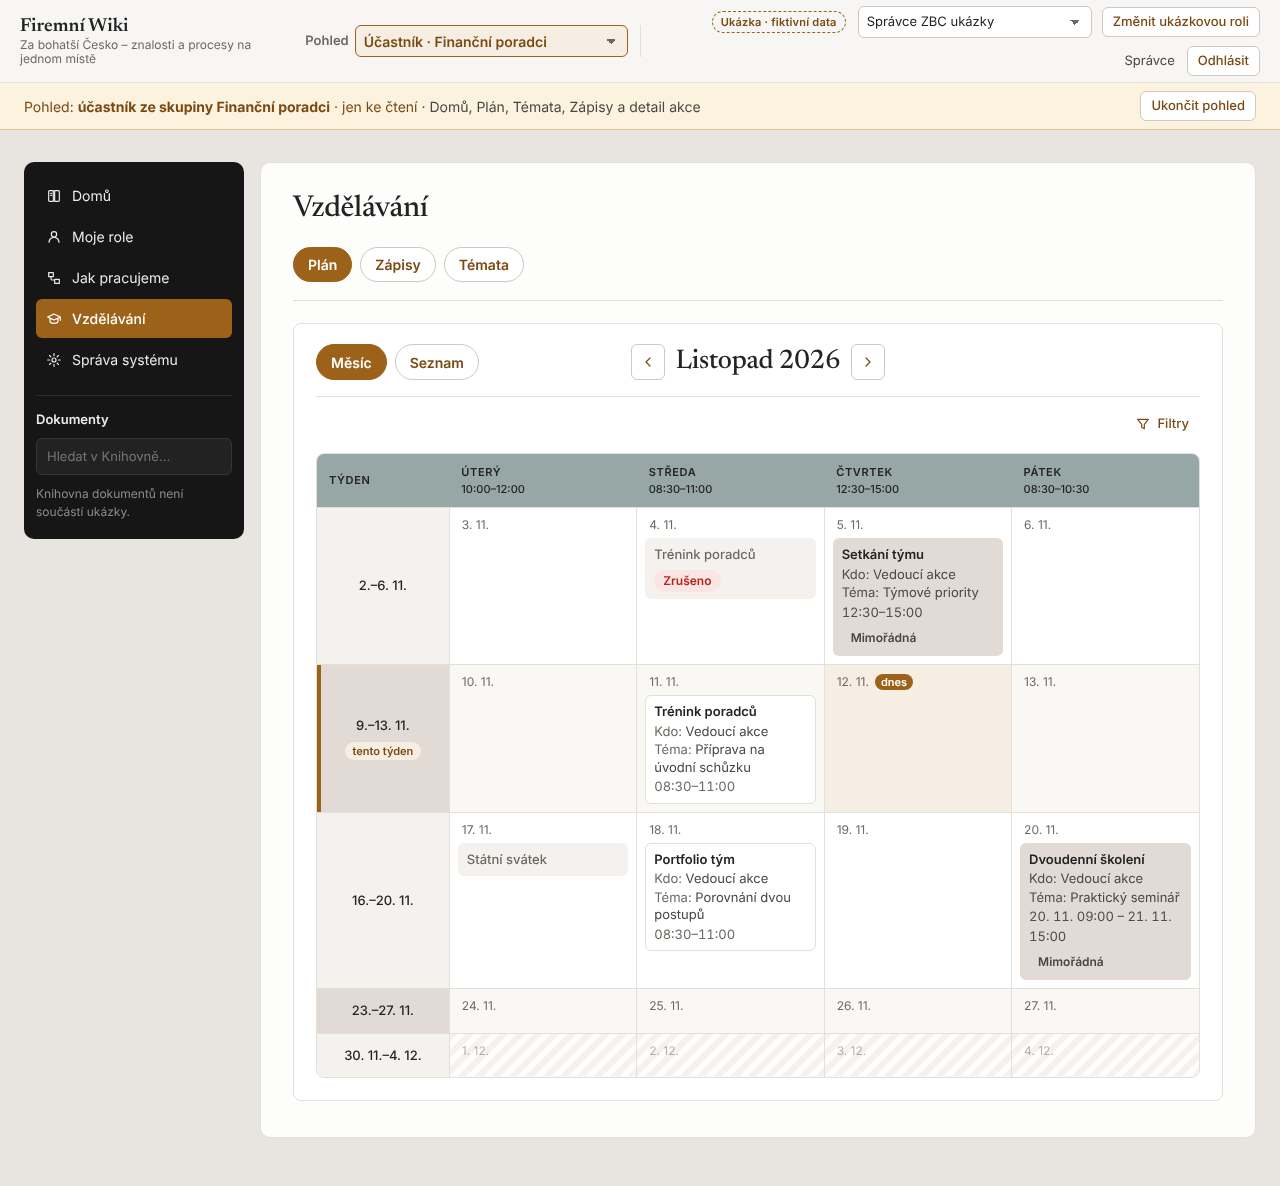 Firemní Wiki
Za bohatší Česko – znalosti a procesy na
jednom místě
Pohled
Účastník · Finanční poradci
Ukázka · fiktivní data
Správce ZBC ukázky
Změnit ukázkovou roli
Správce
Odhlásit
Pohled: účastník ze skupiny Finanční poradci · jen ke čtení · Domů, Plán, Témata, Zápisy a detail akce
Ukončit pohled
Domů
Moje role
Jak pracujeme
Vzdělávání
Správa systému
Dokumenty
Hledat v Knihovně...
Knihovna dokumentů není
součástí ukázky.
Vzdělávání
Plán
Zápisy
Témata
Měsíc
Seznam
Listopad 2026
Filtry
TÝDEN
ÚTERÝ
10:00–12:00
STŘEDA
08:30–11:00
ČTVRTEK
12:30–15:00
PÁTEK
08:30–10:30
2.–6. 11.
3. 11.
4. 11.
Trénink poradců
Zrušeno
5. 11.
Setkání týmu
Kdo: Vedoucí akce
Téma: Týmové priority
12:30–15:00
Mimořádná
6. 11.
9.–13. 11.
tento týden
10. 11.
11. 11.
Trénink poradců
Kdo: Vedoucí akce
Téma: Příprava na
úvodní schůzku
08:30–11:00
12. 11. dnes
13. 11.
16.–20. 11.
17. 11.
Státní svátek
18. 11.
Portfolio tým
Kdo: Vedoucí akce
Téma: Porovnání dvou
postupů
08:30–11:00
19. 11.
20. 11.
Dvoudenní školení
Kdo: Vedoucí akce
Téma: Praktický seminář
20. 11. 09:00 – 21. 11.
15:00
Mimořádná
23.–27. 11.
24. 11.
25. 11.
26. 11.
27. 11.
30. 11.–4. 12.
1. 12.
2. 12.
3. 12.
4. 12.